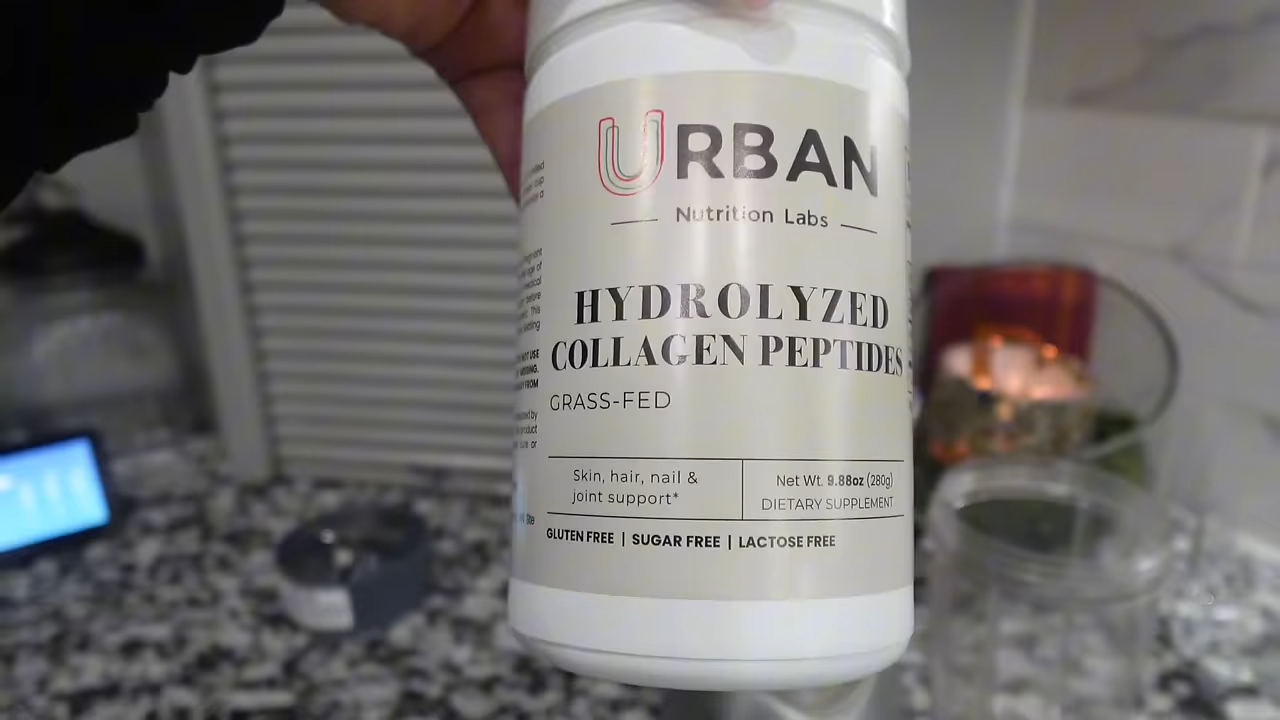 URBAN
Nutrition Labs
HYDROLYZED
COLLAGEN PEPTIDES
GRASS-FED
Skin, hair, nail &
joint support*
Net Wt. 9.88oz (280g)
DIETARY SUPPLEMENT
GLUTEN FREE | SUGAR FREE | LACTOSE FREE